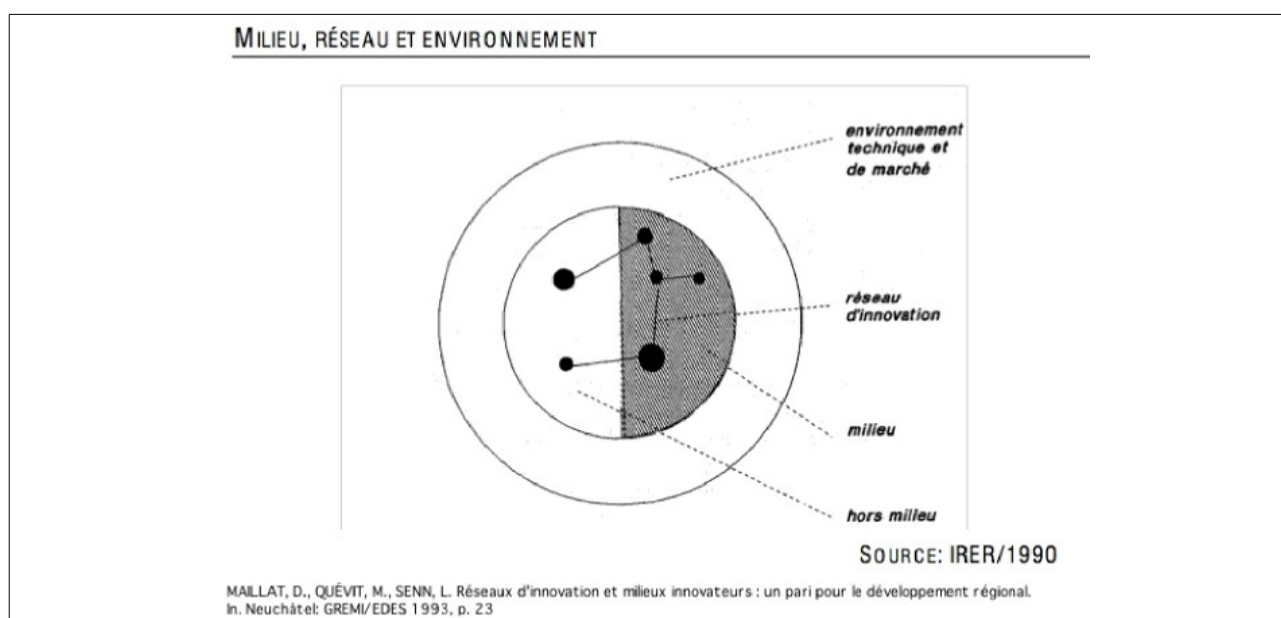 MILIEU, RÉSEAU ET ENVIRONNEMENT
environnement
technique et
de marché
réseau
d'innovation
milieu
hors milieu
SOURCE: IRER/1990
MAILLAT, D., QUÉVIT, M., SENN, L. Réseaux d'innovation et milieux innovateurs : un pari pour le développement régional.
In. Neuchâtel: GREMI/EDES 1993, p. 23